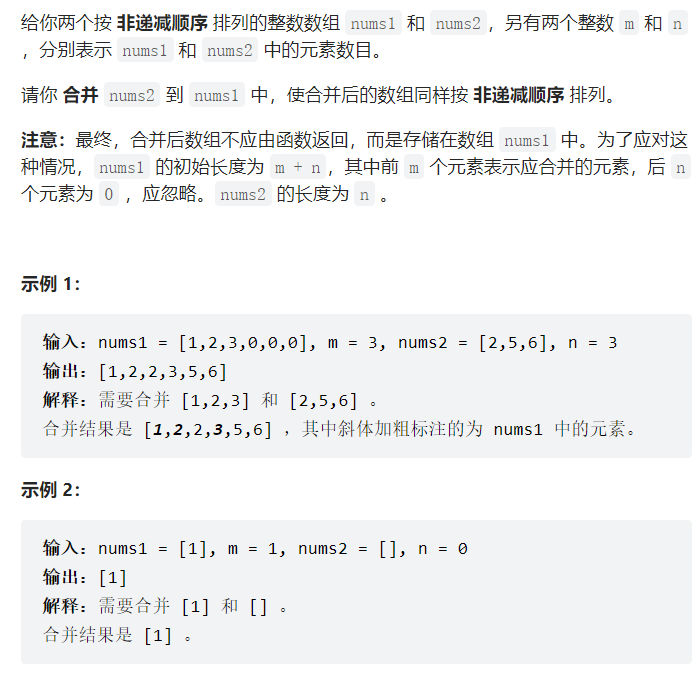 给你两个按 非递减顺序 排列的整数数组 nums1 和 nums2，另有两个整数 m 和 n
，分别表示 nums1 和 nums2 中的元素数目。
请你 合并 nums2 到 nums1 中，使合并后的数组同样按 非递减顺序 排列。
注意：最终，合并后数组不应由函数返回，而是存储在数组 nums1 中。为了应对这
种情况，nums1 的初始长度为 m + n，其中前 m 个元素表示应合并的元素，后 n
个元素为 0 ，应忽略。nums2 的长度为 n 。
示例 1：
输入：nums1 = [1,2,3,0,0,0], m = 3, nums2 = [2,5,6], n = 3
输出：[1,2,2,3,5,6]
解释：需要合并 [1,2,3] 和 [2,5,6] 。
合并结果是 [1,2,2,3,5,6] ，其中斜体加粗标注的为 nums1 中的元素。
示例 2：
输入：nums1 = [1], m = 1, nums2 = [], n = 0
输出：[1]
解释：需要合并 [1] 和 [] 。
合并结果是 [1] 。